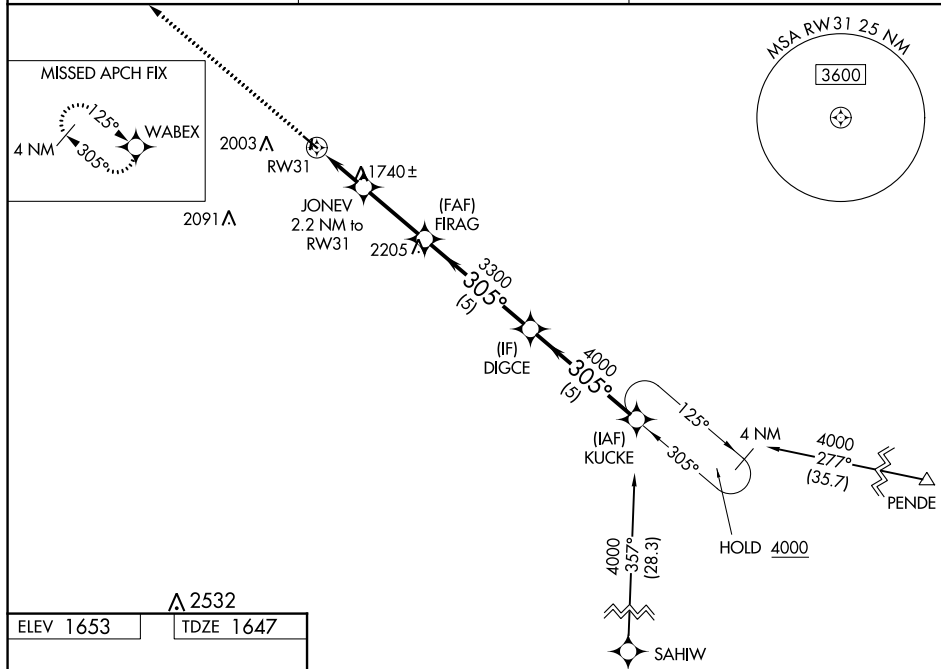 MSA RW31 25 NM
3600
MISSED APCH FIX
125°
WABEX
4 NM
305°
2003
RW31
1740±
JONEV
2.2 NM to
RW31
(FAF)
FIRAG
2091
2205
3300
305°
(5)
(IF)
DIGCE
4000
305°
(5)
(IAF)
KUCKE
125°
305°
4 NM
4000
277°
(35.7)
PENDE
HOLD 4000
4000
357°
(28.3)
SAHIW
2532
ELEV 1653
TDZE 1647